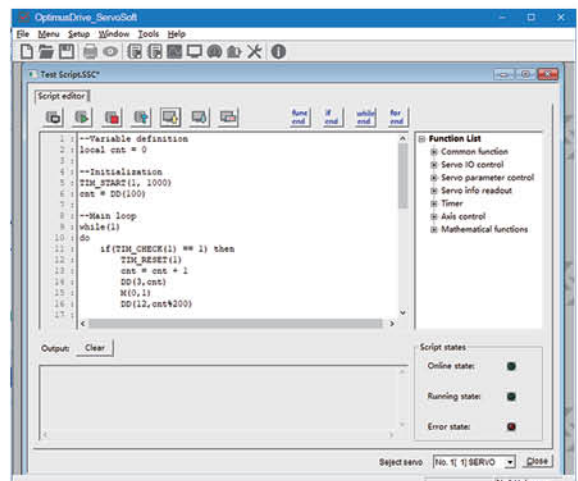 OptimusDrive_ServoSoft
File Menu Setup Window Tools Help
Test Script.SSC*
Script editor
func end if end while end for end
1 : --Variable definition
2 : local cnt = 0
3 :
4 : --Initialization
5 : TIM_START(1, 1000)
6 : cnt = DD(100)
7 :
8 : --Main loop
9 : while(1)
10 : do
11 : if(TIM_CHECK(1) == 1) then
12 : TIM_RESET(1)
13 : cnt = cnt + 1
14 : DD(3,cnt)
15 : M(0,1)
16 : DD(12,cnt%200)
17 :
Function List
Common function
Servo IO control
Servo parameter control
Servo info readout
Timer
Axis control
Mathematical functions
Output: Clear
Script states
Online state:
Running state:
Error state:
Seject servo No. 1[ 1] SERVO Close